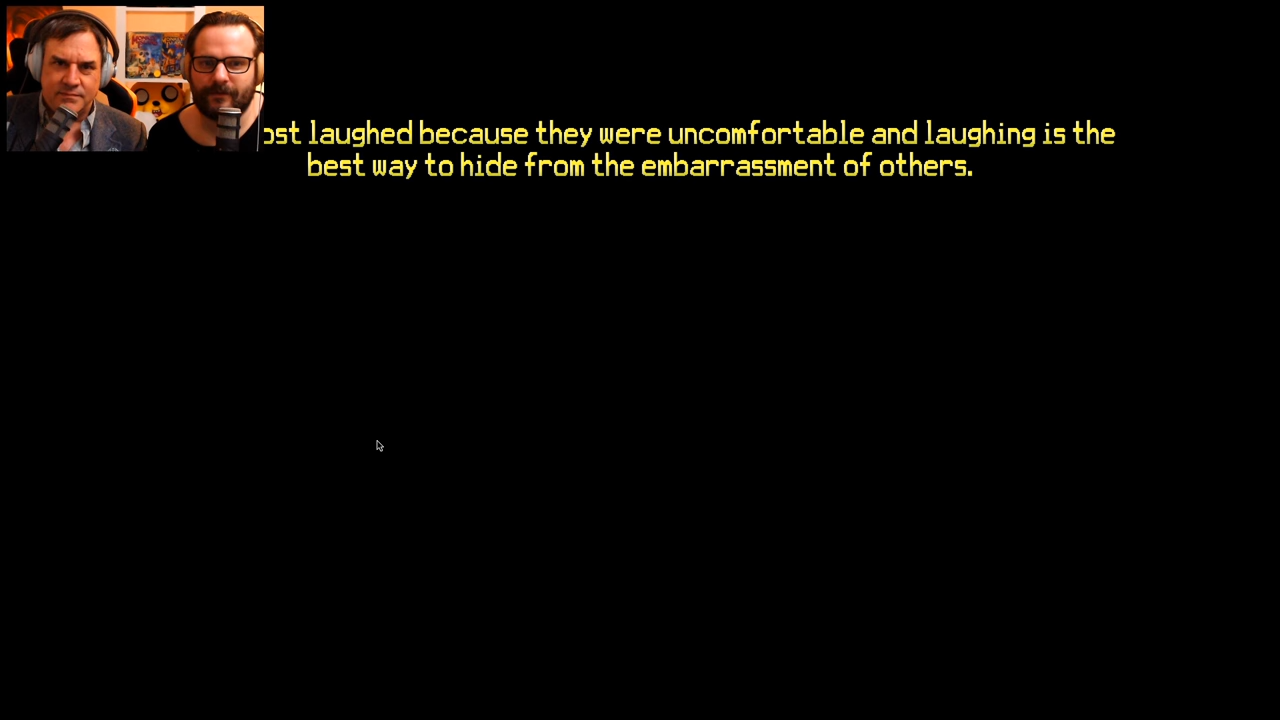 laughed because they were uncomfortable and laughing is the
best way to hide from the embarrassment of others.